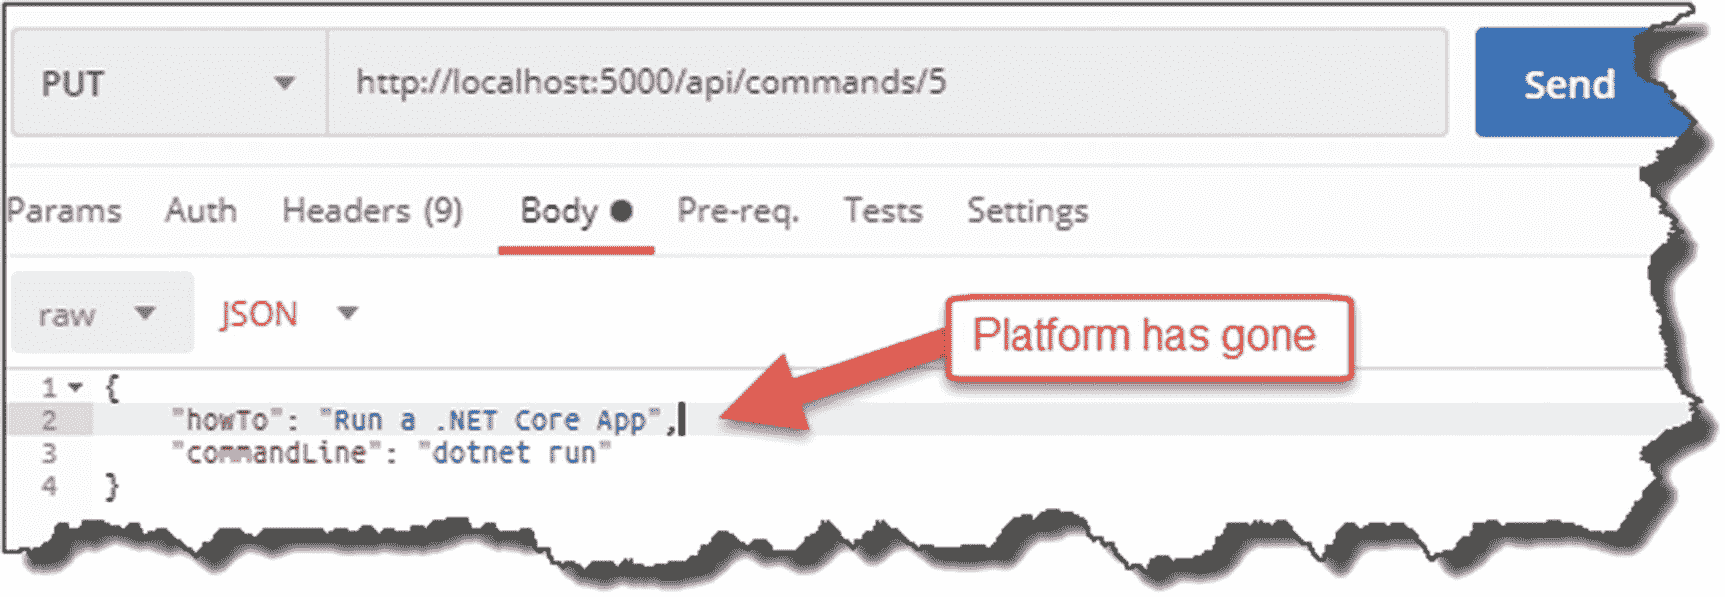 PUT http://localhost:5000/api/commands/5 Send
Params Auth Headers (9) Body Pre-req. Tests Settings
raw JSON
Platform has gone
1 {
2 "howTo": "Run a .NET Core App",
3 "commandLine": "dotnet run"
4 }